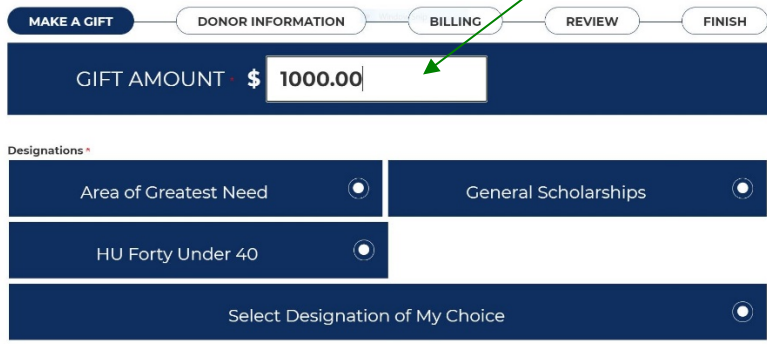 MAKE A GIFT DONOR INFORMATION BILLING REVIEW FINISH
GIFT AMOUNT * $ 1000.00
Designations *
Area of Greatest Need General Scholarships
HU Forty Under 40
Select Designation of My Choice